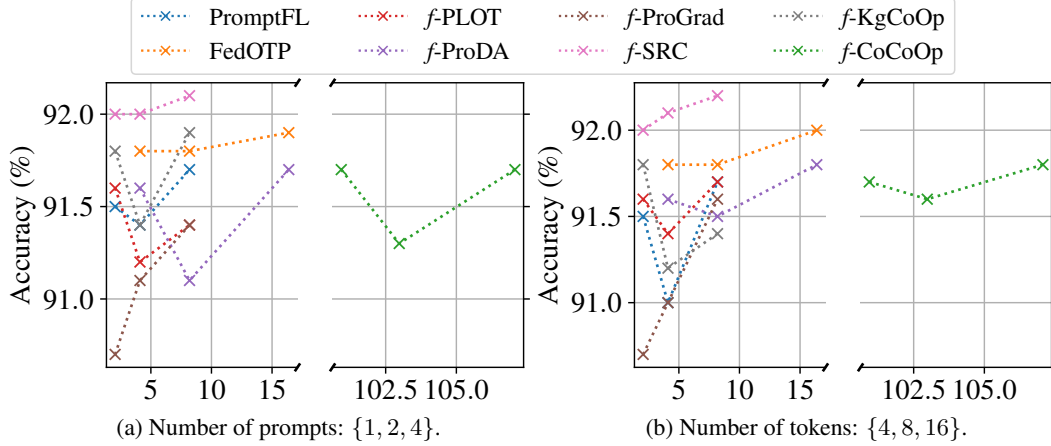 PromptFL f-PLOT f-ProGrad f-KgCoOp
FedOTP f-ProDA f-SRC f-CoCoOp
Accuracy (%)
92.0
91.5
91.0
5 10 15 102.5 105.0
(a) Number of prompts: {1, 2, 4}.
Accuracy (%)
92.0
91.5
91.0
5 10 15 102.5 105.0
(b) Number of tokens: {4, 8, 16}.